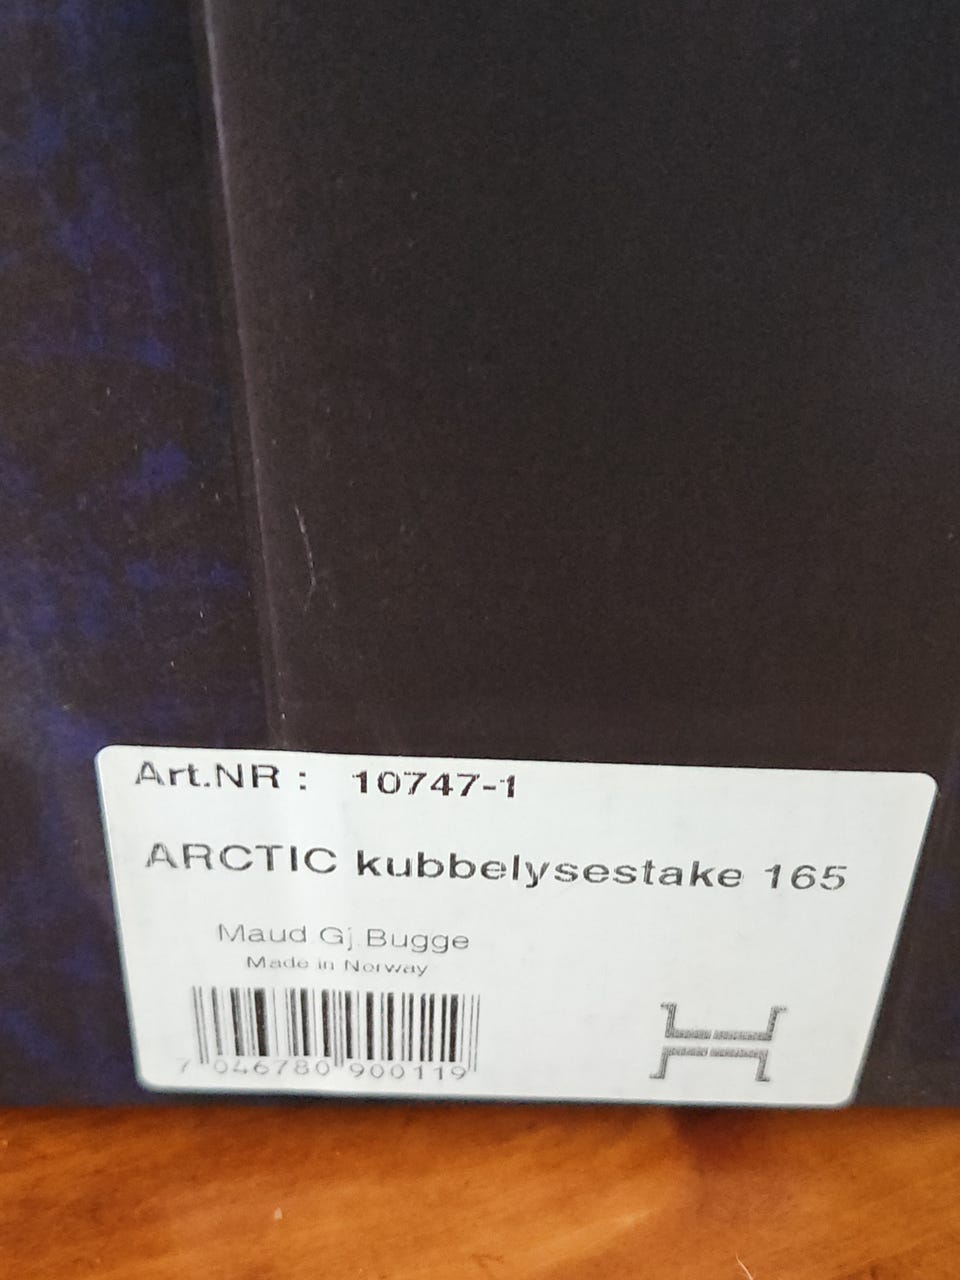 Art.NR : 10747-1
ARCTIC kubbelysestake 165
Maud Gj Bugge
Made in Norway
7 046780 900119